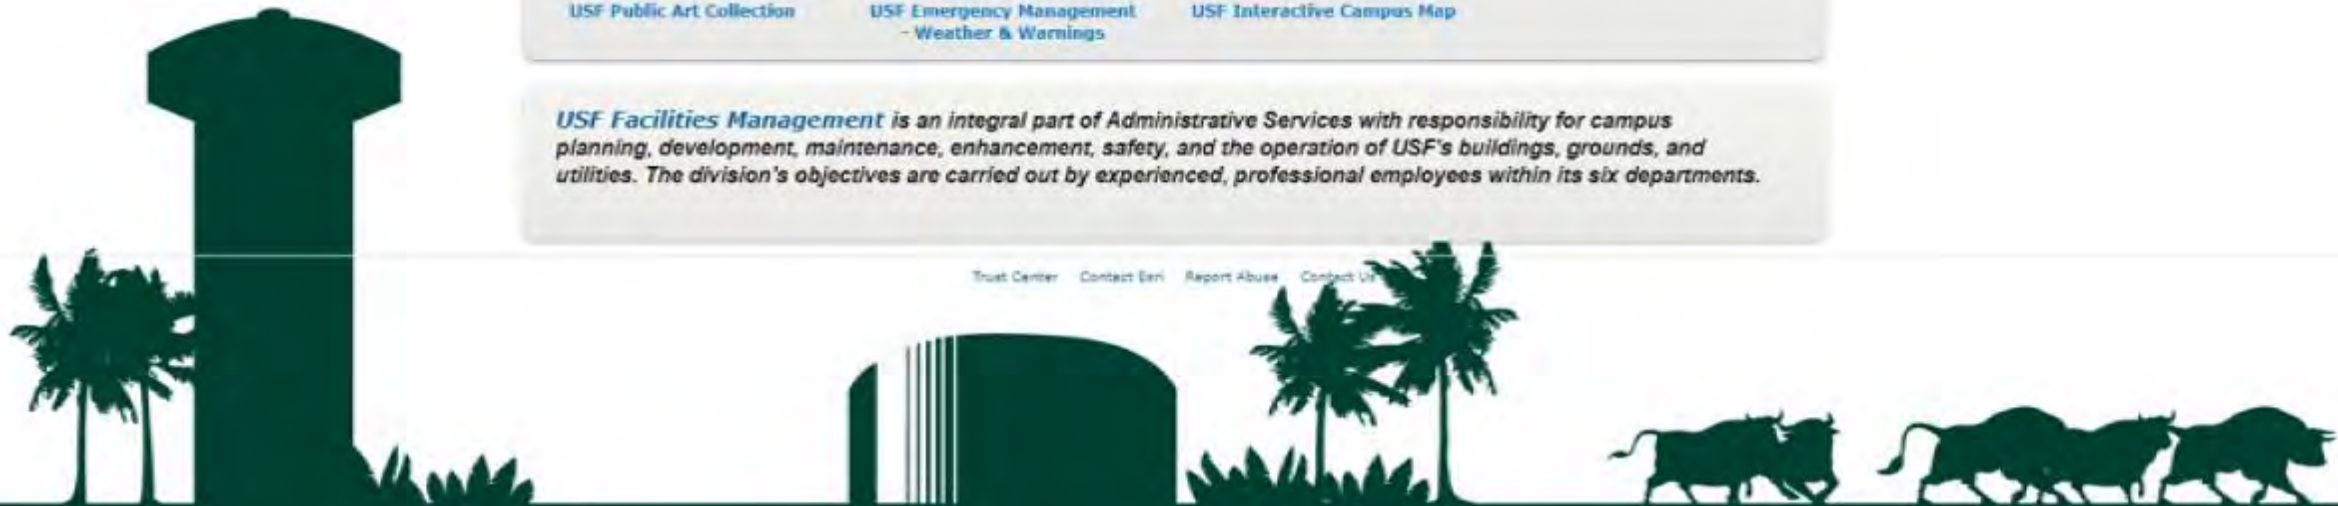 USF Public Art Collection USF Emergency Management USF Interactive Campus Map
- Weather & Warnings
USF Facilities Management is an integral part of Administrative Services with responsibility for campus
planning, development, maintenance, enhancement, safety, and the operation of USF's buildings, grounds, and
utilities. The division's objectives are carried out by experienced, professional employees within its six departments.
Trust Center Contact Esri Report Abuse Contact Us